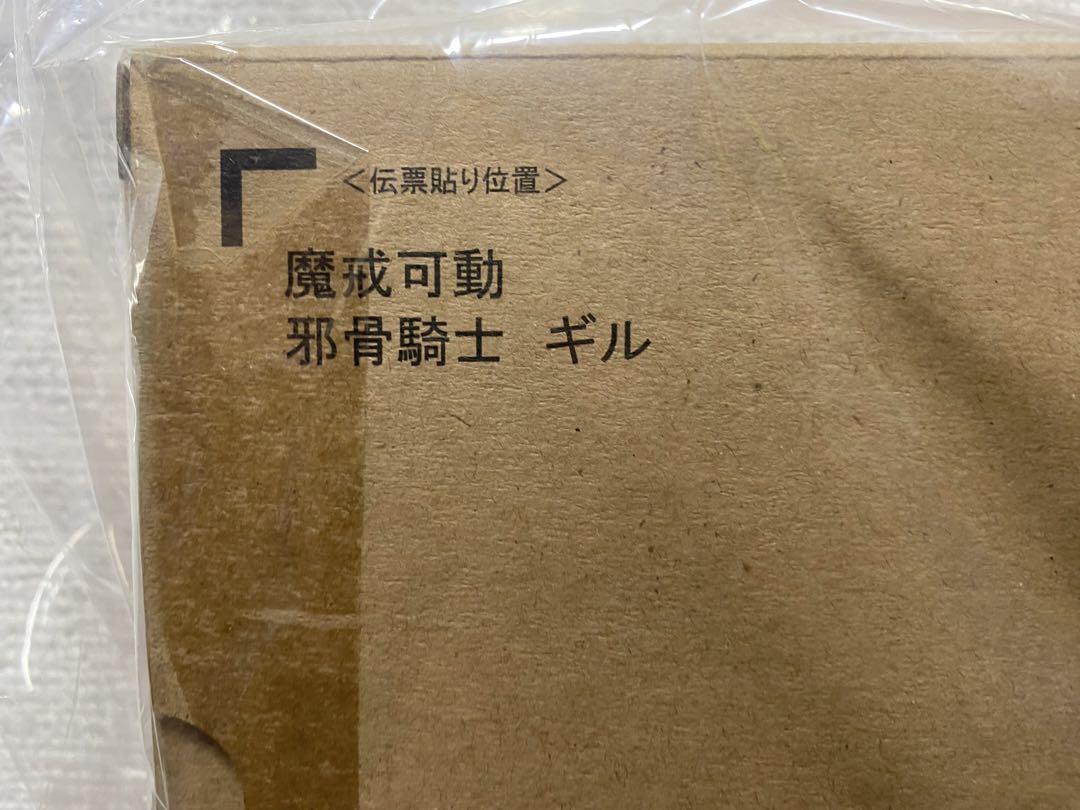 ＜伝票貼り位置＞
魔戒可動
邪骨騎士　ギル